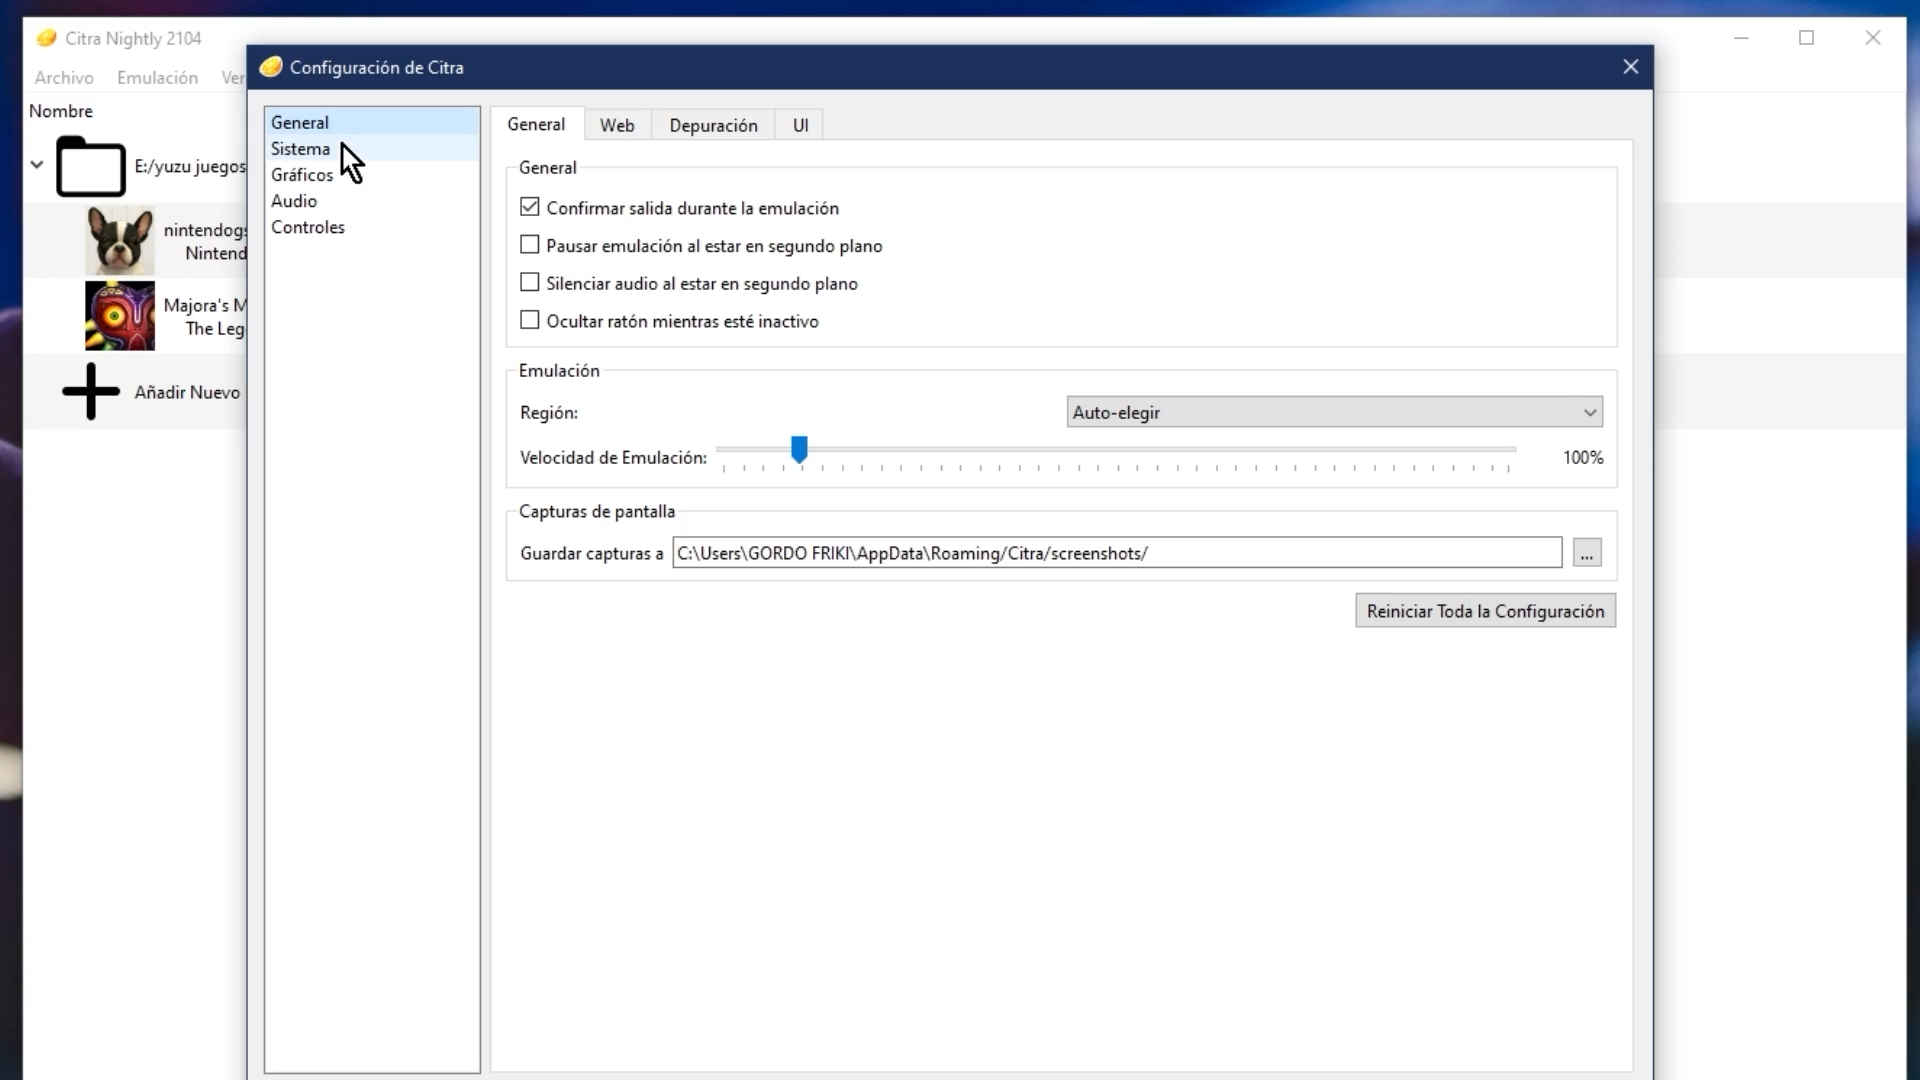 Citra Nightly 2104
Archivo Emulación Ver
Nombre
E:/yuzu juegos
nintendogs
Nintend
Majora's M
The Leg
Añadir Nuevo
Configuración de Citra
General
Sistema
Gráficos
Audio
Controles
General Web Depuración UI
General
Confirmar salida durante la emulación
Pausar emulación al estar en segundo plano
Silenciar audio al estar en segundo plano
Ocultar ratón mientras esté inactivo
Emulación
Región: Auto-elegir
Velocidad de Emulación: 100%
Capturas de pantalla
Guardar capturas a C:\Users\GORDO FRIKI\AppData\Roaming/Citra/screenshots/ ...
Reiniciar Toda la Configuración